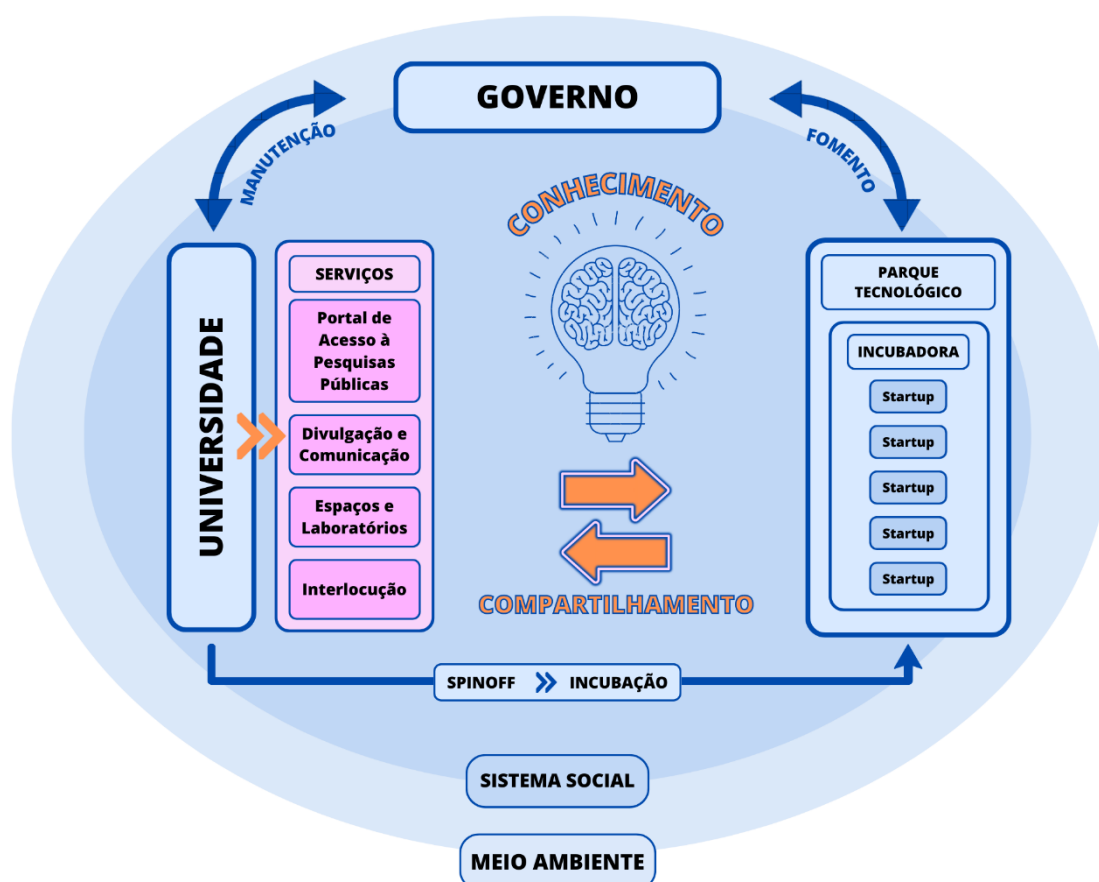 GOVERNO
MANUTENÇÃO
FOMENTO
CONHECIMENTO
UNIVERSIDADE
SERVIÇOS
Portal de
Acesso à
Pesquisas
Públicas
Divulgação e
Comunicação
Espaços e
Laboratórios
Interlocução
PARQUE
TECNOLÓGICO
INCUBADORA
Startup
Startup
Startup
Startup
Startup
COMPARTILHAMENTO
SPINOFF
INCUBAÇÃO
SISTEMA SOCIAL
MEIO AMBIENTE